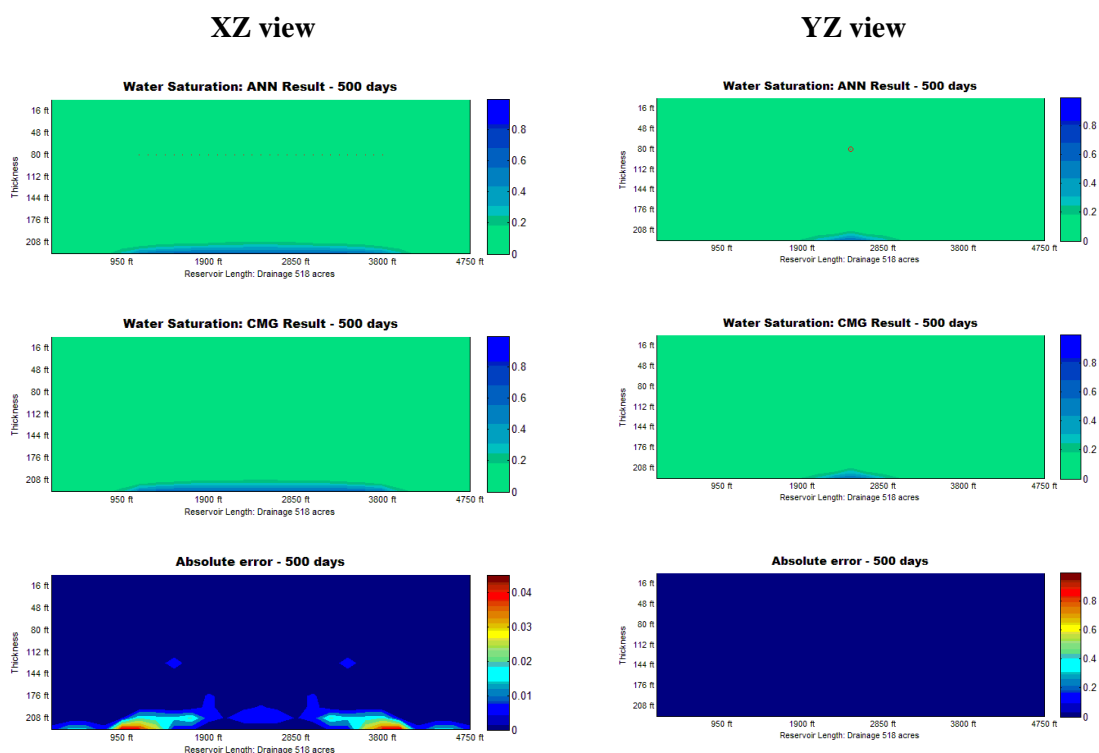 XZ view
YZ view
Water Saturation: ANN Result - 500 days
16 ft
48 ft
80 ft
112 ft
144 ft
176 ft
208 ft
Thickness
950 ft 1900 ft 2850 ft 3800 ft 4750 ft
Reservoir Length: Drainage 518 acres
0.8
0.6
0.4
0.2
0
Water Saturation: ANN Result - 500 days
16 ft
48 ft
80 ft
112 ft
144 ft
176 ft
208 ft
Thickness
950 ft 1900 ft 2850 ft 3800 ft 4750 ft
Reservoir Length: Drainage 518 acres
0.8
0.6
0.4
0.2
0
Water Saturation: CMG Result - 500 days
16 ft
48 ft
80 ft
112 ft
144 ft
176 ft
208 ft
Thickness
950 ft 1900 ft 2850 ft 3800 ft 4750 ft
Reservoir Length: Drainage 518 acres
0.8
0.6
0.4
0.2
0
Water Saturation: CMG Result - 500 days
16 ft
48 ft
80 ft
112 ft
144 ft
176 ft
208 ft
Thickness
950 ft 1900 ft 2850 ft 3800 ft 4750 ft
Reservoir Length: Drainage 518 acres
0.8
0.6
0.4
0.2
0
Absolute error - 500 days
16 ft
48 ft
80 ft
112 ft
144 ft
176 ft
208 ft
Thickness
950 ft 1900 ft 2850 ft 3800 ft 4750 ft
Reservoir Length: Drainage 518 acres
0.04
0.03
0.02
0.01
0
Absolute error - 500 days
16 ft
48 ft
80 ft
112 ft
144 ft
176 ft
208 ft
Thickness
950 ft 1900 ft 2850 ft 3800 ft 4750 ft
Reservoir Length: Drainage 518 acres
0.8
0.6
0.4
0.2
0